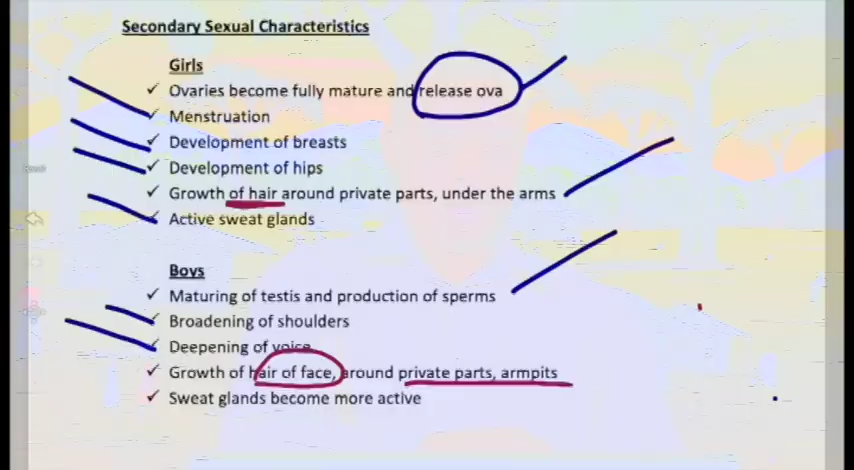 Secondary Sexual Characteristics
Girls
✓ Ovaries become fully mature and release ova
✓ Menstruation
✓ Development of breasts
✓ Development of hips
✓ Growth of hair around private parts, under the arms
✓ Active sweat glands
Boys
✓ Maturing of testis and production of sperms
✓ Broadening of shoulders
✓ Deepening of voice
✓ Growth of hair of face, around private parts, armpits
✓ Sweat glands become more active